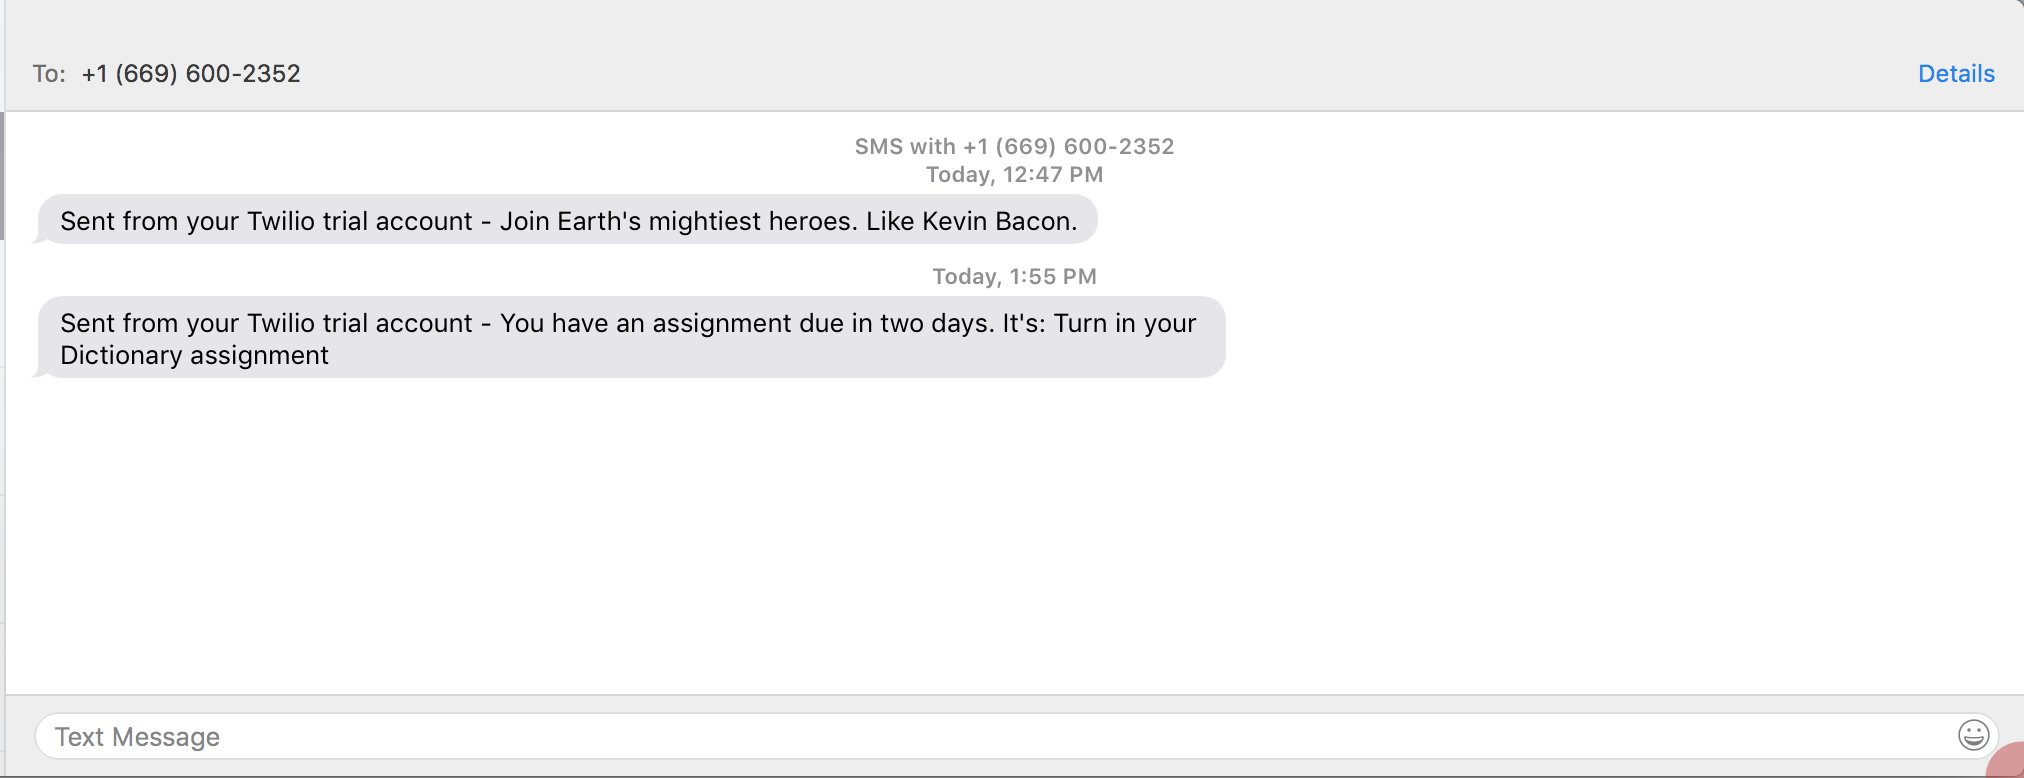 To: +1 (669) 600-2352
Details
SMS with +1 (669) 600-2352
Today, 12:47 PM
Sent from your Twilio trial account - Join Earth's mightiest heroes. Like Kevin Bacon.
Today, 1:55 PM
Sent from your Twilio trial account - You have an assignment due in two days. It's: Turn in your
Dictionary assignment
Text Message